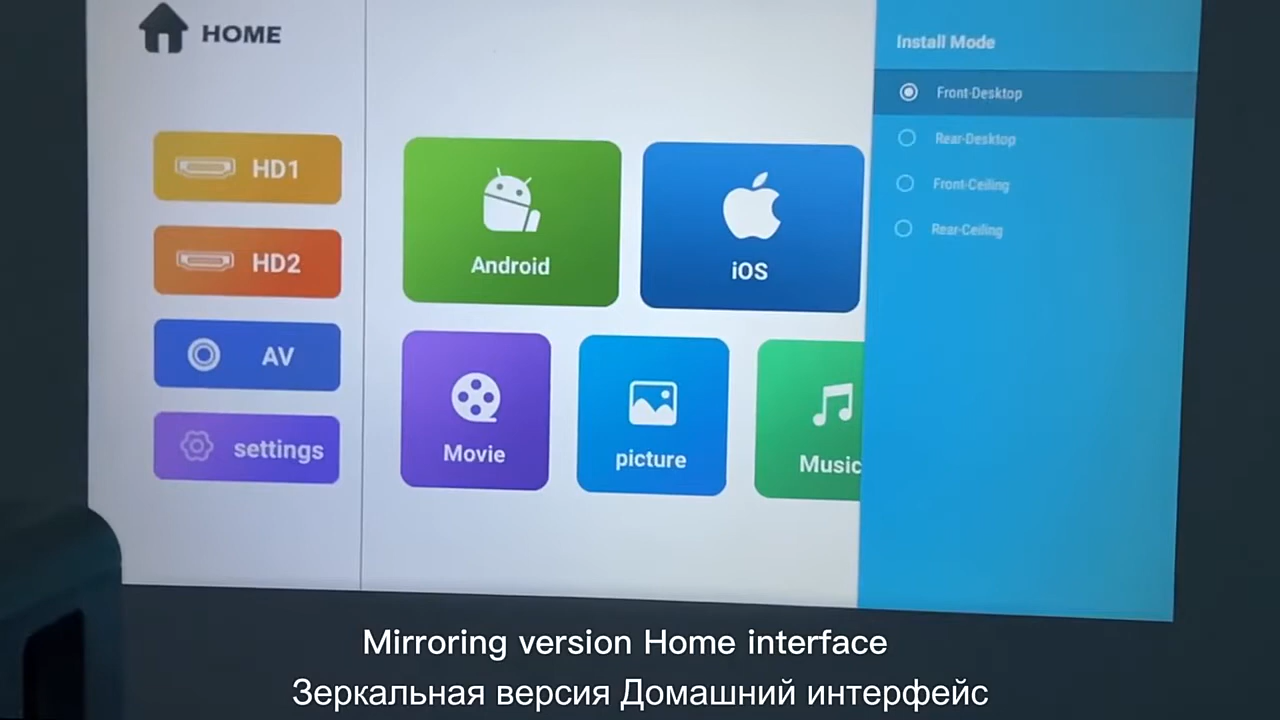 HOME
HD1
HD2
AV
settings
Android
iOS
Movie
picture
Music
Install Mode
Front-Desktop
Rear-Desktop
Front-Ceiling
Rear-Ceiling
Mirroring version Home interface
Зеркальная версия Домашний интерфейс